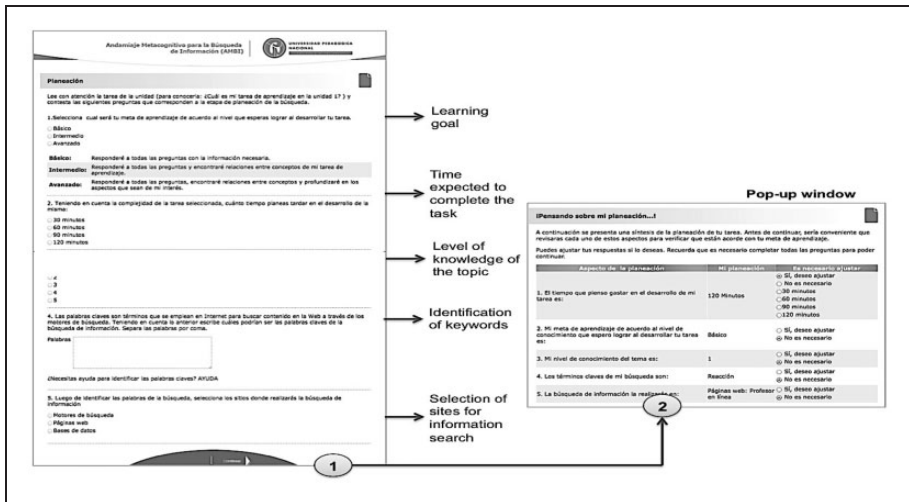 Andamiaje Metacognitivo para la Búsqueda
de Información (AMBI)
UNIVERSIDAD PEDAGOGICA
NACIONAL
Planeación
Lee con atención la tarea de la unidad (para conocerla: ¿Cuál es mi tarea de aprendizaje en la unidad 1? ) y
contesta las siguientes preguntas que corresponden a la etapa de planeación de la búsqueda.
1.Selecciona cual será tu meta de aprendizaje de acuerdo al nivel que esperas lograr al desarrollar tu tarea.
Básico
Intermedio
Avanzado
Básico: Responderé a todas las preguntas con la información necesaria.
Intermedio: Responderé a todas las preguntas y encontraré relaciones entre conceptos de mi tarea de
aprendizaje.
Avanzado: Responderé a todas las preguntas, encontraré relaciones entre conceptos y profundizaré en los
aspectos que sean de mi interés.
2. Teniendo en cuenta la complejidad de la tarea seleccionada, cuánto tiempo planeas tardar en el desarrollo de la
misma:
30 minutos
60 minutos
90 minutos
120 minutos
3
4
5
4. Las palabras claves son términos que se emplean en Internet para buscar contenido en la Web a través de los
motores de búsqueda. Teniendo en cuenta lo anterior escribe cuáles podrían ser las palabras claves de la
búsqueda de información. Separa las palabras por coma.
Palabras
¿Necesitas ayuda para identificar las palabras claves? AYUDA
5. Luego de identificar las palabras de la búsqueda, selecciona los sitios donde realizarás la búsqueda de
información
Motores de búsqueda
Páginas web
Bases de datos
1
Learning
goal
Time
expected to
complete the
task
Level of
knowledge of
the topic
Identification
of keywords
Selection of
sites for
information
search
Pop-up window
¡Pensando sobre mi planeación...!
A continuación se presenta una síntesis de la planeación de tu tarea. Antes de continuar, sería conveniente que
revisaras cada uno de estos aspectos para verificar que están acorde con tu meta de aprendizaje.
Puedes ajustar tus respuestas si lo deseas. Recuerda que es necesario completar todas las preguntas para poder
continuar.
Aspecto de la planeación Mi planeación Es necesario ajustar
1. El tiempo que pienso gastar en el desarrollo de mi
tarea es:
120 Minutos
Sí, deseo ajustar
No es necesario
30 minutos
60 minutos
90 minutos
120 minutos
2. Mi meta de aprendizaje de acuerdo al nivel de
conocimiento que espero lograr al desarrollar tu tarea
es:
Básico
Sí, deseo ajustar
No es necesario
3. Mi nivel de conocimiento del tema es:
1
Sí, deseo ajustar
No es necesario
4. Los términos claves de mi búsqueda son:
Reacción
Sí, deseo ajustar
No es necesario
5. La búsqueda de información la realizarás en:
Páginas web: Profesor
en línea
Sí, deseo ajustar
No es necesario
2